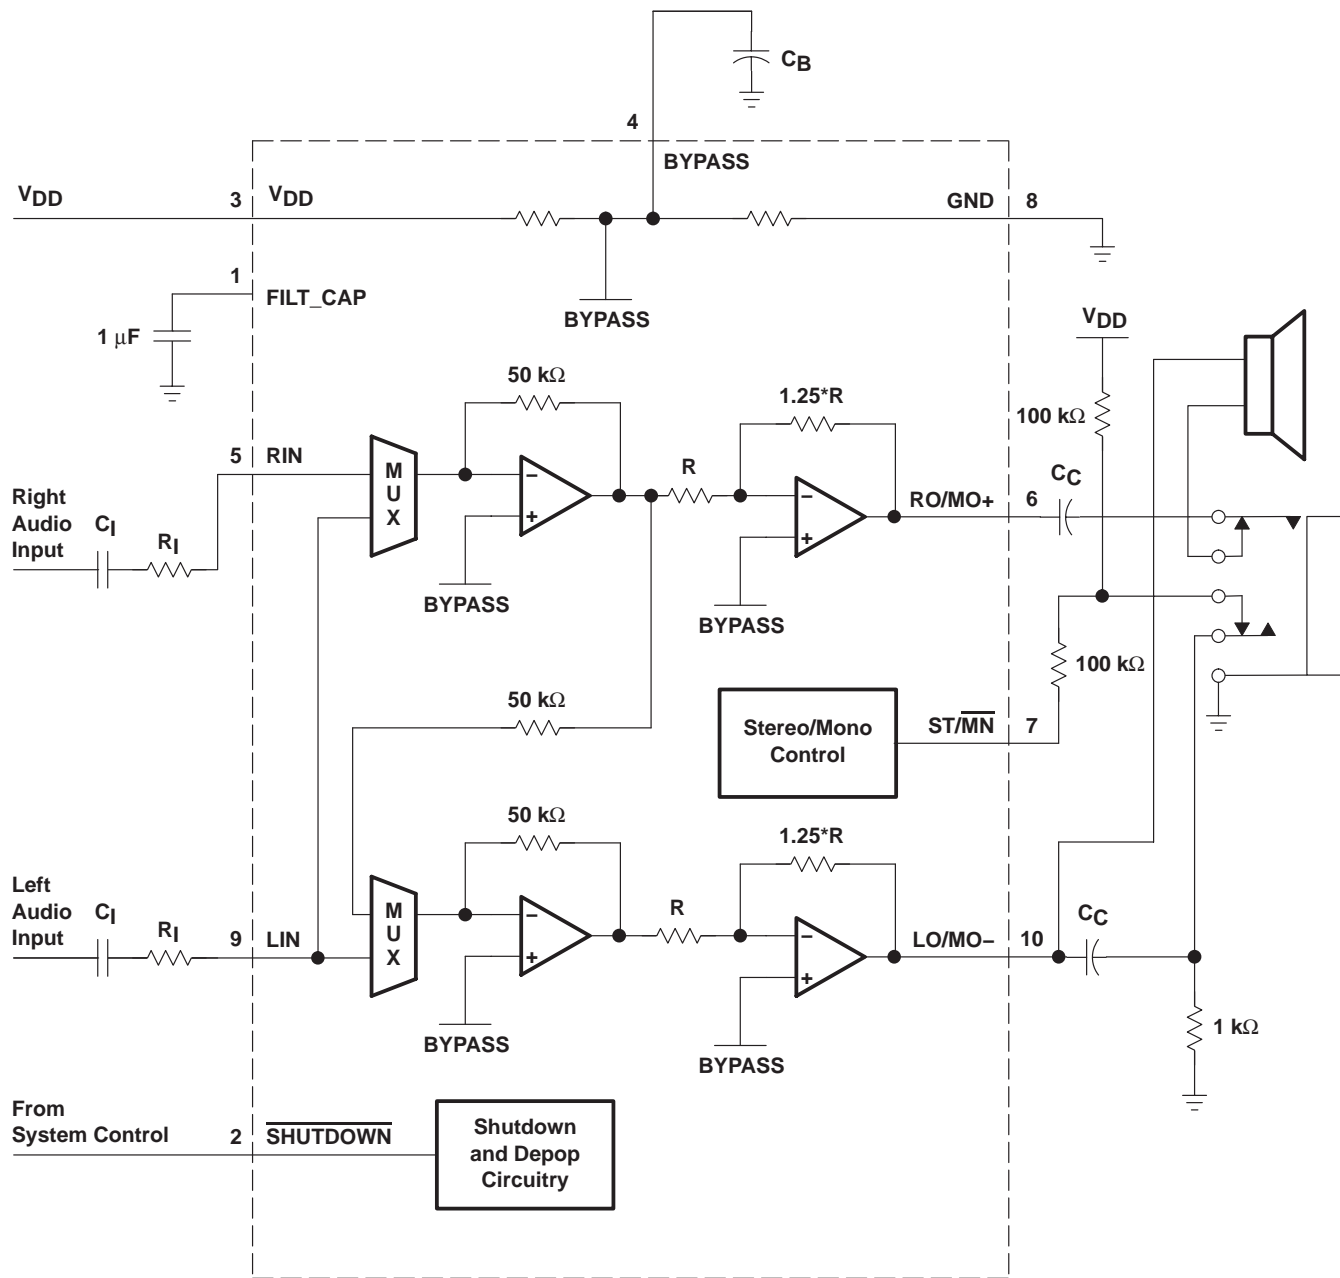 CB
4
BYPASS
VDD
3
VDD
GND
8
1
FILT_CAP
BYPASS
1 μF
VDD
50 kΩ
1.25*R
100 kΩ
5
RIN
M
U
X
R
CC
Right
Audio
Input
CI
RI
−
+
−
+
RO/MO+
6
BYPASS
BYPASS
100 kΩ
50 kΩ
Stereo/Mono
Control
ST/M̅N̅
7
50 kΩ
1.25*R
Left
Audio
Input
CI
RI
9
LIN
M
U
X
R
CC
−
+
−
+
LO/MO−
10
BYPASS
BYPASS
1 kΩ
From
System Control
2
S̅H̅U̅T̅D̅O̅W̅N̅
Shutdown
and Depop
Circuitry